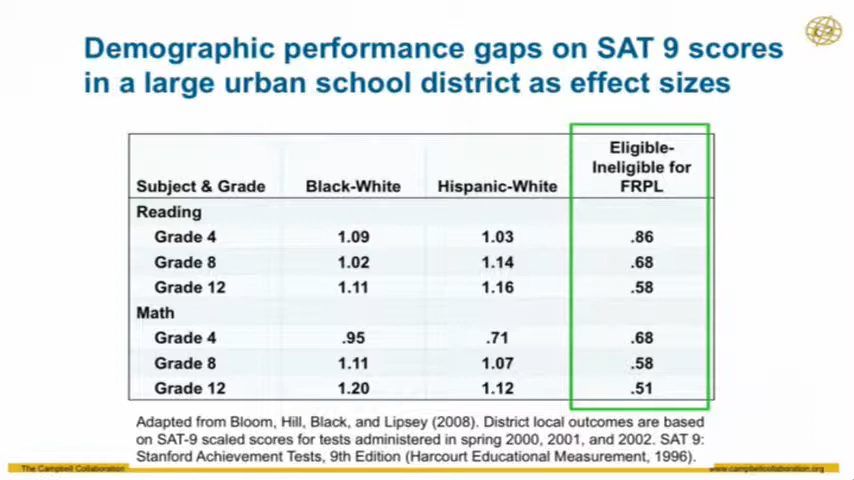 Demographic performance gaps on SAT 9 scores
in a large urban school district as effect sizes
Eligible-
Ineligible for
Subject & Grade Black-White Hispanic-White FRPL
Reading
Grade 4 1.09 1.03 .86
Grade 8 1.02 1.14 .68
Grade 12 1.11 1.16 .58
Math
Grade 4 .95 .71 .68
Grade 8 1.11 1.07 .58
Grade 12 1.20 1.12 .51
Adapted from Bloom, Hill, Black, and Lipsey (2008). District local outcomes are based
on SAT-9 scaled scores for tests administered in spring 2000, 2001, and 2002. SAT 9:
Stanford Achievement Tests, 9th Edition (Harcourt Educational Measurement, 1996).
The Campbell Collaboration www.campbellcollaboration.org